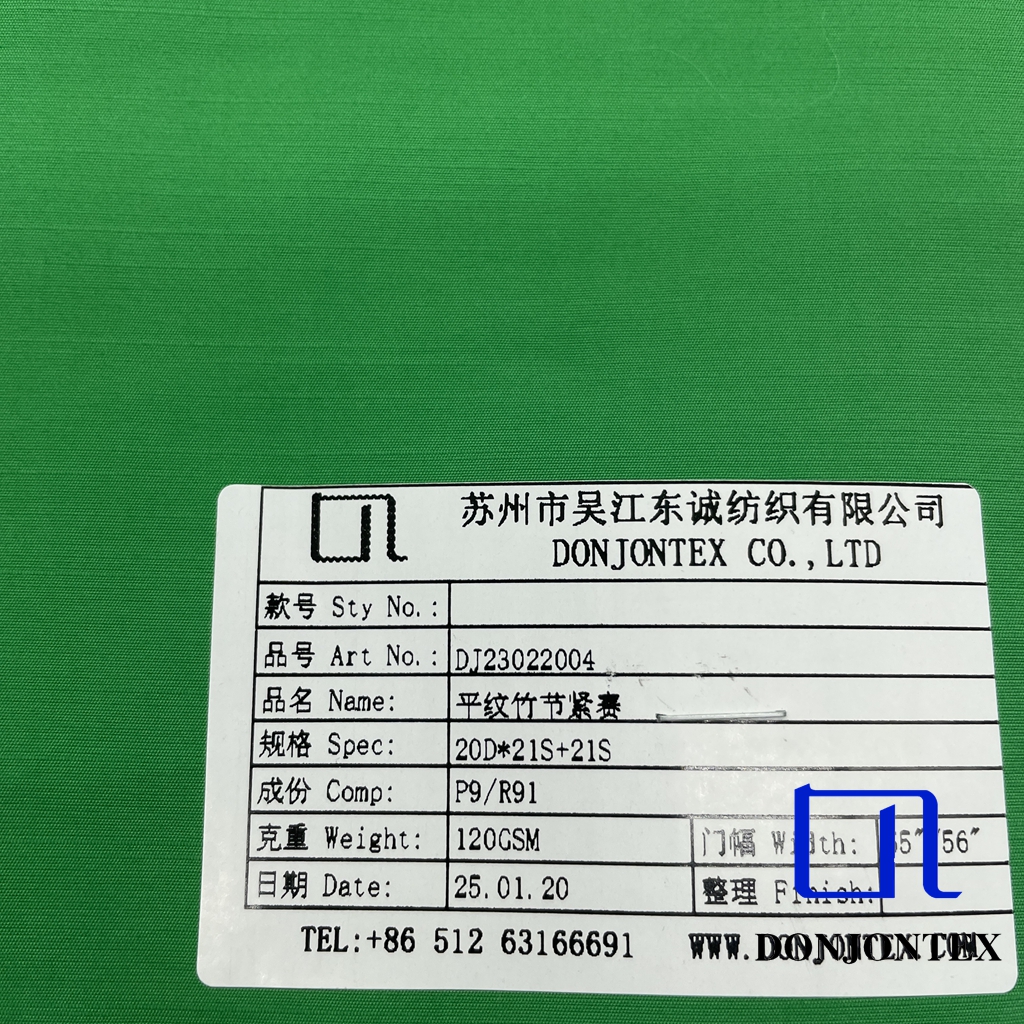 苏州市吴江东诚纺织有限公司
DONJONTEX CO.,LTD
款号 Sty No.:
品号 Art No.: DJ23022004
品名 Name: 平纹竹节紧赛
规格 Spec: 20D*21S+21S
成份 Comp: P9/R91
克重 Weight: 120GSM 门幅 Width: 55"/56"
日期 Date: 25.01.20 整理 Finish:
TEL:+86 512 63166691 WWW.
DONJONTEX